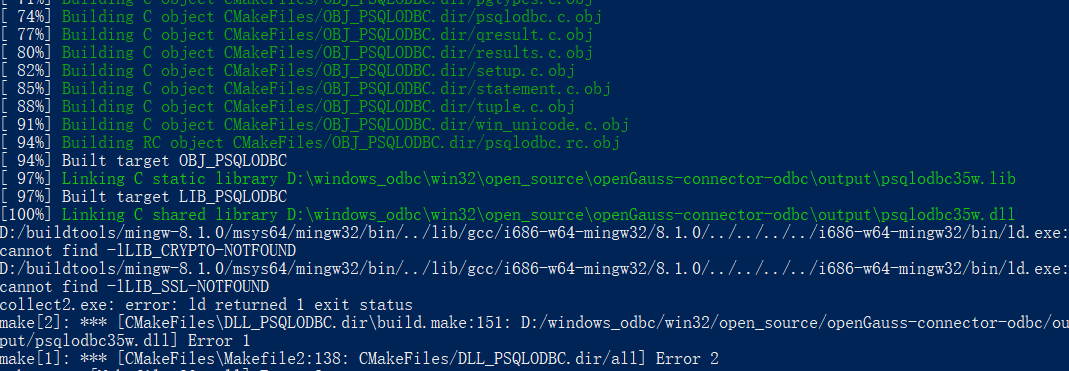 [ 71%] Building C object CMakeFiles/OBJ_PSQLODBC.dir/pgtypes.c.obj
[ 74%] Building C object CMakeFiles/OBJ_PSQLODBC.dir/psqlodbc.c.obj
[ 77%] Building C object CMakeFiles/OBJ_PSQLODBC.dir/qresult.c.obj
[ 80%] Building C object CMakeFiles/OBJ_PSQLODBC.dir/results.c.obj
[ 82%] Building C object CMakeFiles/OBJ_PSQLODBC.dir/setup.c.obj
[ 85%] Building C object CMakeFiles/OBJ_PSQLODBC.dir/statement.c.obj
[ 88%] Building C object CMakeFiles/OBJ_PSQLODBC.dir/tuple.c.obj
[ 91%] Building C object CMakeFiles/OBJ_PSQLODBC.dir/win_unicode.c.obj
[ 94%] Building RC object CMakeFiles/OBJ_PSQLODBC.dir/psqlodbc.rc.obj
[ 94%] Built target OBJ_PSQLODBC
[ 97%] Linking C static library D:\windows_odbc\win32\open_source\openGauss-connector-odbc\output\psqlodbc35w.lib
[ 97%] Built target LIB_PSQLODBC
[100%] Linking C shared library D:\windows_odbc\win32\open_source\openGauss-connector-odbc\output\psqlodbc35w.dll
D:/buildtools/mingw-8.1.0/msys64/mingw32/bin/../lib/gcc/i686-w64-mingw32/8.1.0/../../../../i686-w64-mingw32/bin/ld.exe:
cannot find -lLIB_CRYPTO-NOTFOUND
D:/buildtools/mingw-8.1.0/msys64/mingw32/bin/../lib/gcc/i686-w64-mingw32/8.1.0/../../../../i686-w64-mingw32/bin/ld.exe:
cannot find -lLIB_SSL-NOTFOUND
collect2.exe: error: ld returned 1 exit status
make[2]: *** [CMakeFiles\DLL_PSQLODBC.dir\build.make:151: D:/windows_odbc/win32/open_source/openGauss-connector-odbc/out
put/psqlodbc35w.dll] Error 1
make[1]: *** [CMakeFiles\Makefile2:138: CMakeFiles/DLL_PSQLODBC.dir/all] Error 2